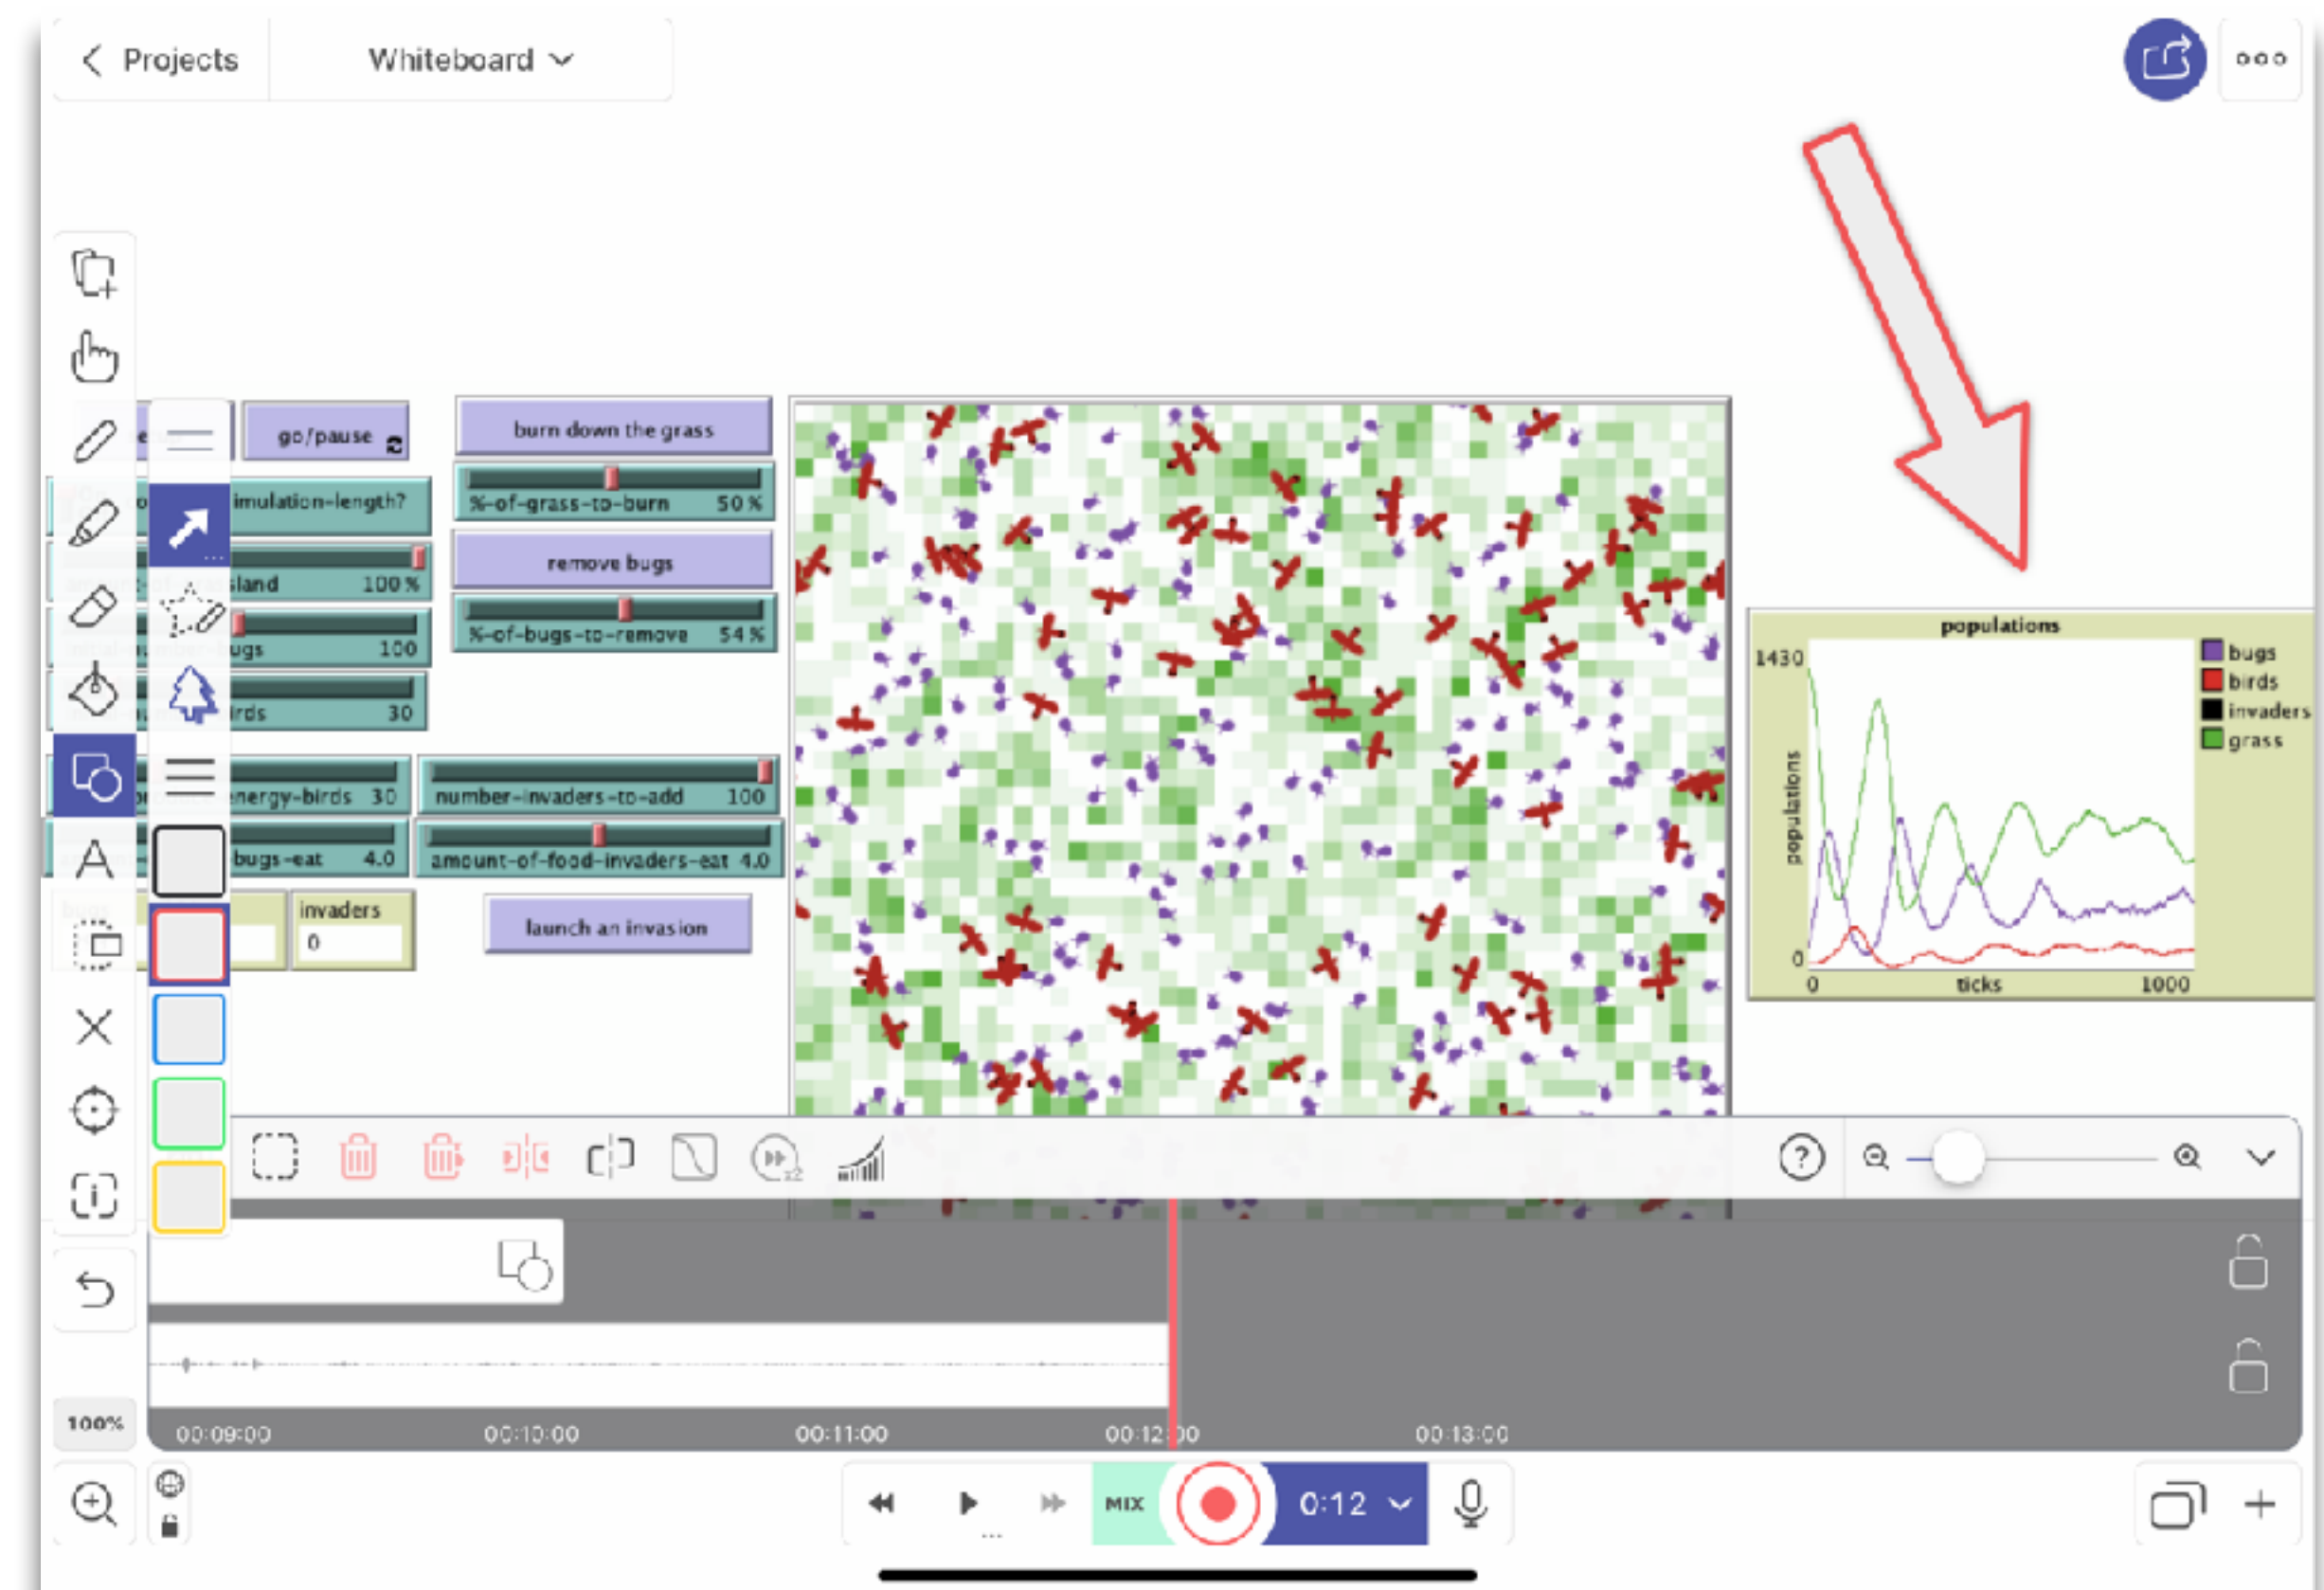 Projects
Whiteboard
go/pause
imulation-length?
land 100%
ugs 100
irds 30
energy-birds 30
bugs-eat 4.0
bugs
invaders
0
burn down the grass
%-of-grass-to-burn 50%
remove bugs
%-of-bugs-to-remove 54%
number-invaders-to-add 100
amount-of-food-invaders-eat 4.0
launch an invasion
populations
1430
populations
0
0 ticks 1000
bugs
birds
invaders
grass
A
?
x2
100%
00:09:00 00:10:00 00:11:00 00:12:00 00:13:00
MIX
0:12